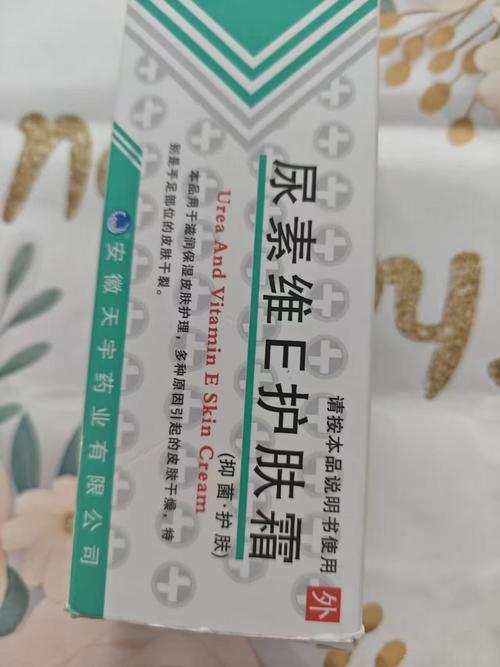 请按本品说明书使用
外
尿素维E护肤霜
(抑菌·护肤)
Urea And Vitamin E Skin Cream
本品用于滋润保湿皮肤护理，多种原因引起的皮肤干燥，特
别是手足部位的皮肤干裂。
安徽天宇药业有限公司